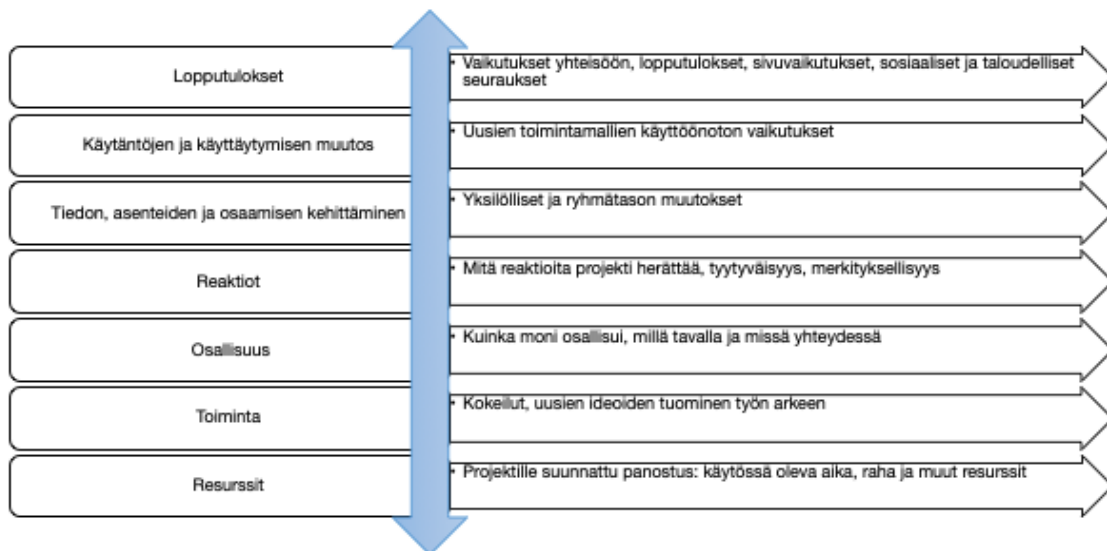 Lopputulokset
• Vaikutukset yhteisöön, lopputulokset, sivuvaikutukset, sosiaaliset ja taloudelliset
seuraukset
Käytäntöjen ja käyttäytymisen muutos
• Uusien toimintamallien käyttöönoton vaikutukset
Tiedon, asenteiden ja osaamisen kehittäminen
• Yksilölliset ja ryhmätason muutokset
Reaktiot
• Mitä reaktioita projekti herättää, tyytyväisyys, merkityksellisyys
Osallisuus
• Kuinka moni osallisui, millä tavalla ja missä yhteydessä
Toiminta
• Kokeilut, uusien ideoiden tuominen työn arkeen
Resurssit
• Projektille suunnattu panostus: käytössä oleva aika, raha ja muut resurssit